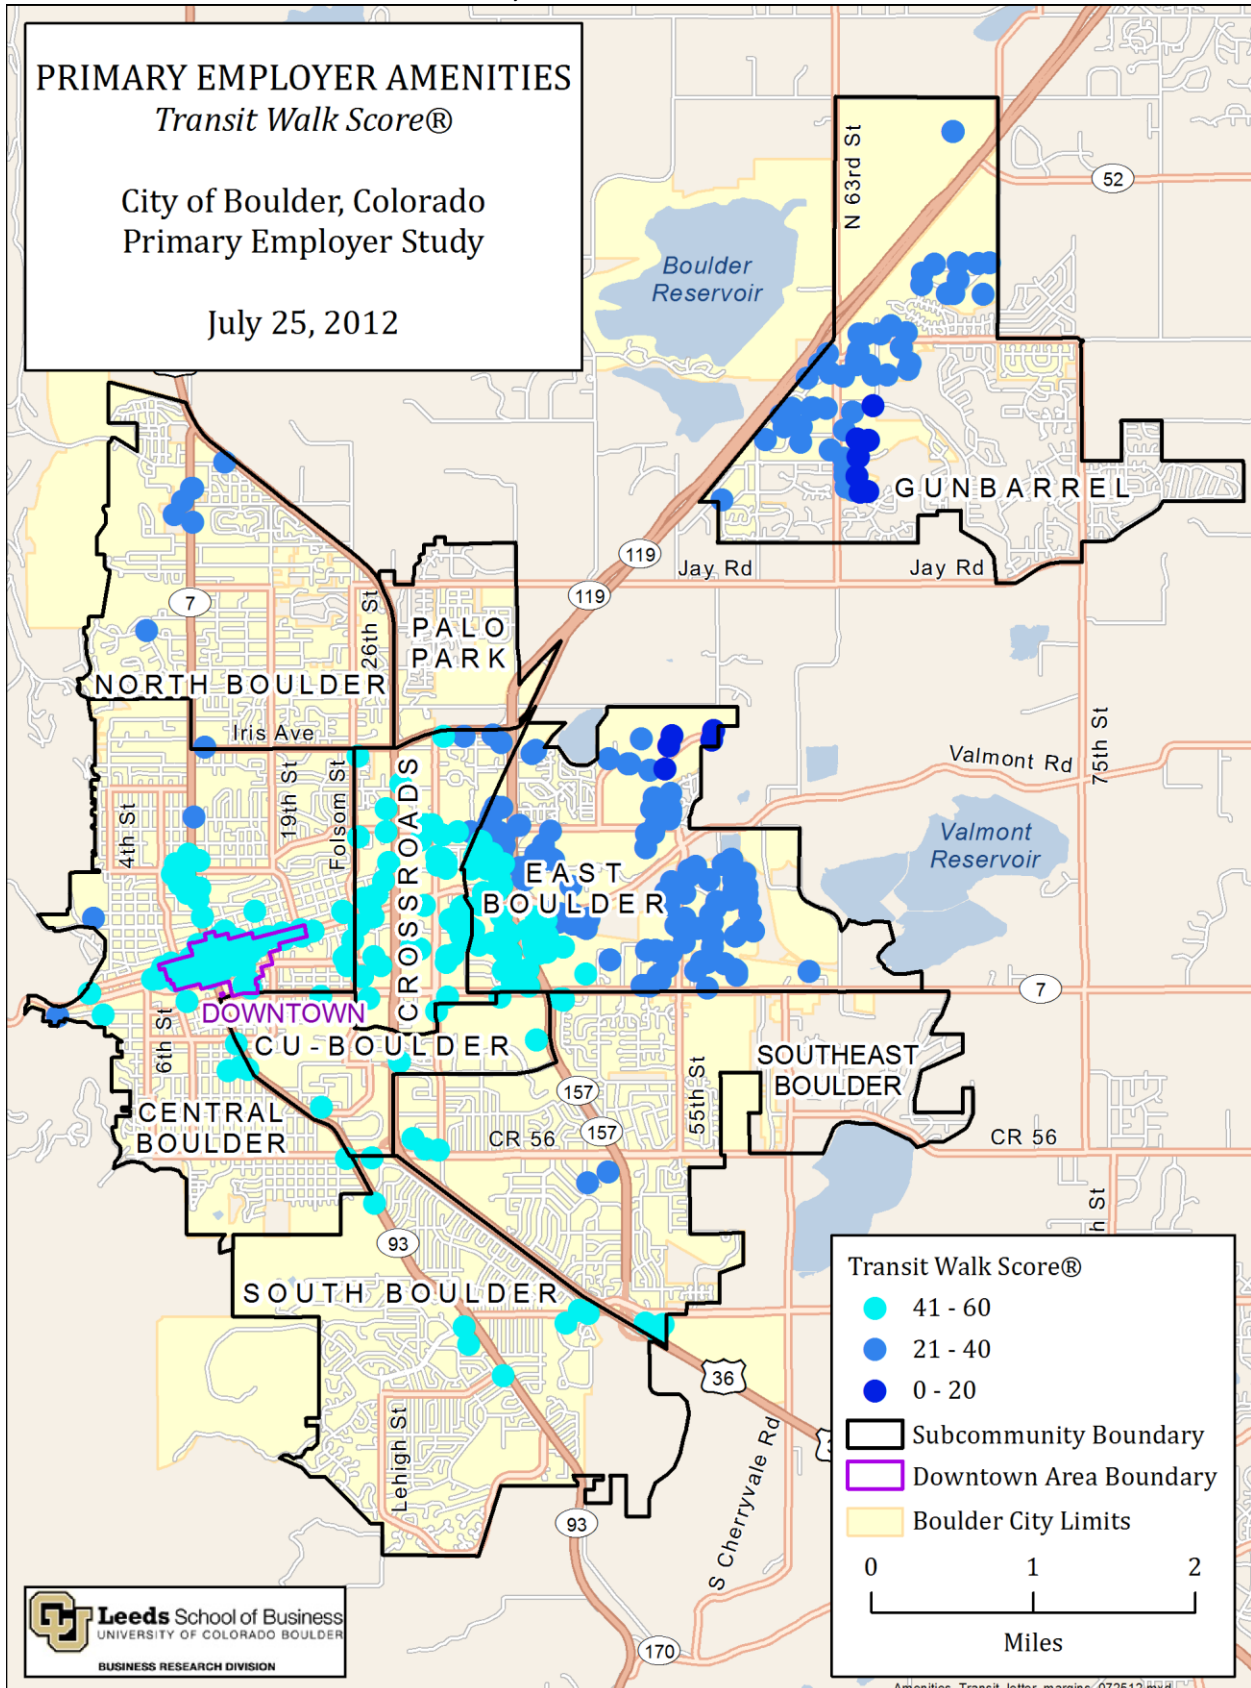 PRIMARY EMPLOYER AMENITIES
Transit Walk Score®
City of Boulder, Colorado
Primary Employer Study
July 25, 2012
N 63rd St
52
Boulder
Reservoir
GUNBARREL
119
Jay Rd
Jay Rd
119
7
26th St
PALO
PARK
NORTH BOULDER
Iris Ave
75th St
Valmont Rd
4th St
19th St
Folsom St
CROSSROADS
Valmont
Reservoir
EAST
BOULDER
7
DOWNTOWN
6th St
CU-BOULDER
SOUTHEAST
BOULDER
157
55th St
CENTRAL
BOULDER
157
CR 56
CR 56
h St
93
SOUTH BOULDER
36
Lehigh St
S Cherryvale Rd
93
170
Transit Walk Score®
41 - 60
21 - 40
0 - 20
Subcommunity Boundary
Downtown Area Boundary
Boulder City Limits
0 1 2
Miles
CU
Leeds School of Business
UNIVERSITY OF COLORADO BOULDER
BUSINESS RESEARCH DIVISION